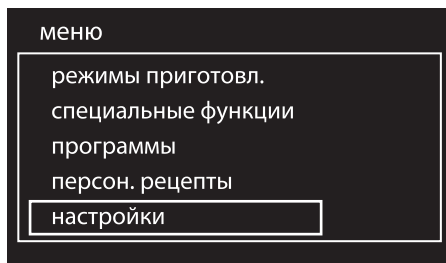 меню
режимы приготовл.
специальные функции
программы
персон. рецепты
настройки